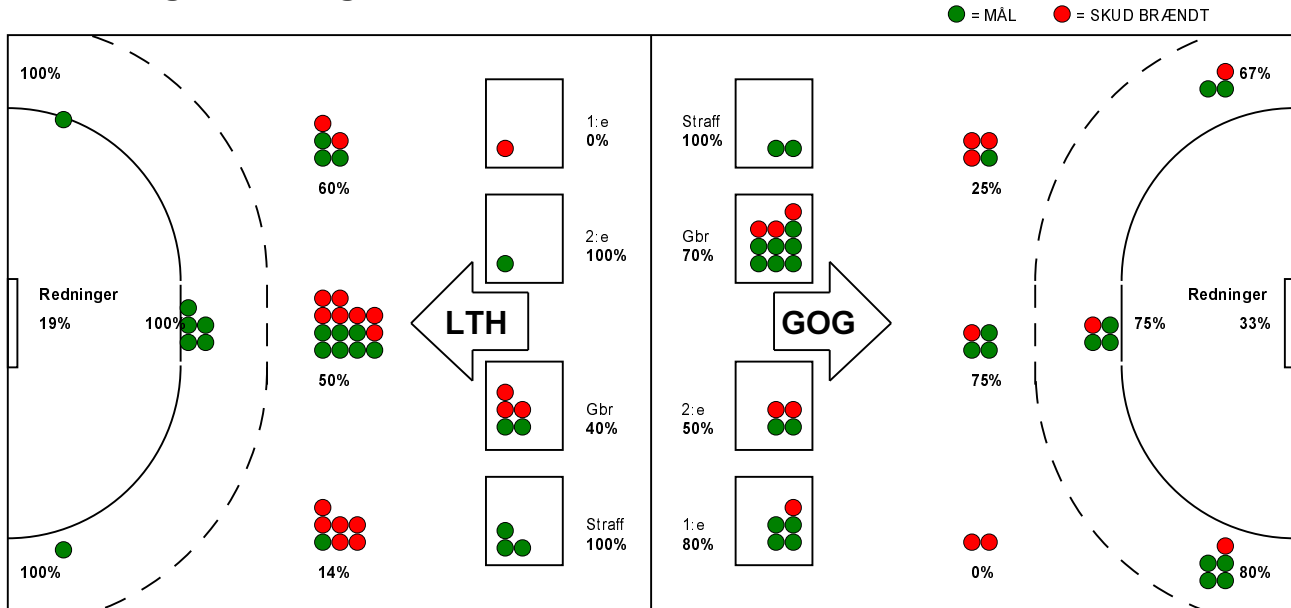 = MÅL = SKUD BRÆNDT
100%
60%
1:e
0%
2:e
100%
Redninger
19%
100%
50%
LTH
Gbr
40%
Straff
100%
14%
100%
Straff
100%
Gbr
70%
GOG
2:e
50%
1:e
80%
67%
25%
Redninger
33%
75%
75%
0%
80%